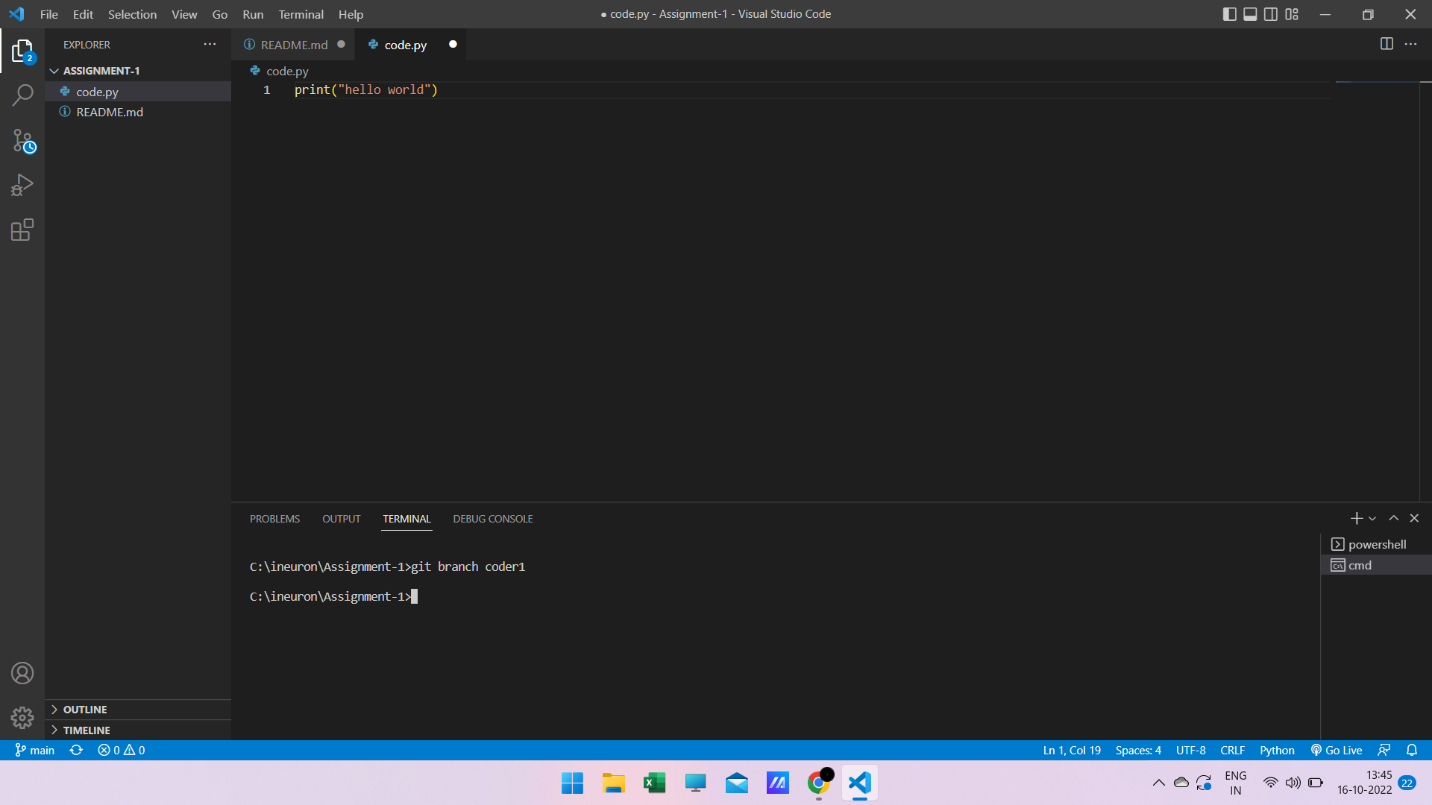 File Edit Selection View Go Run Terminal Help
● code.py - Assignment-1 - Visual Studio Code
EXPLORER
README.md
code.py
2
ASSIGNMENT-1
code.py
README.md
code.py
1 print("hello world")
PROBLEMS OUTPUT TERMINAL DEBUG CONSOLE
C:\ineuron\Assignment-1>git branch coder1
C:\ineuron\Assignment-1>
powershell
cmd
OUTLINE
TIMELINE
main 0 0
Ln 1, Col 19 Spaces: 4 UTF-8 CRLF Python Go Live
ENG
IN
13:45
16-10-2022
22